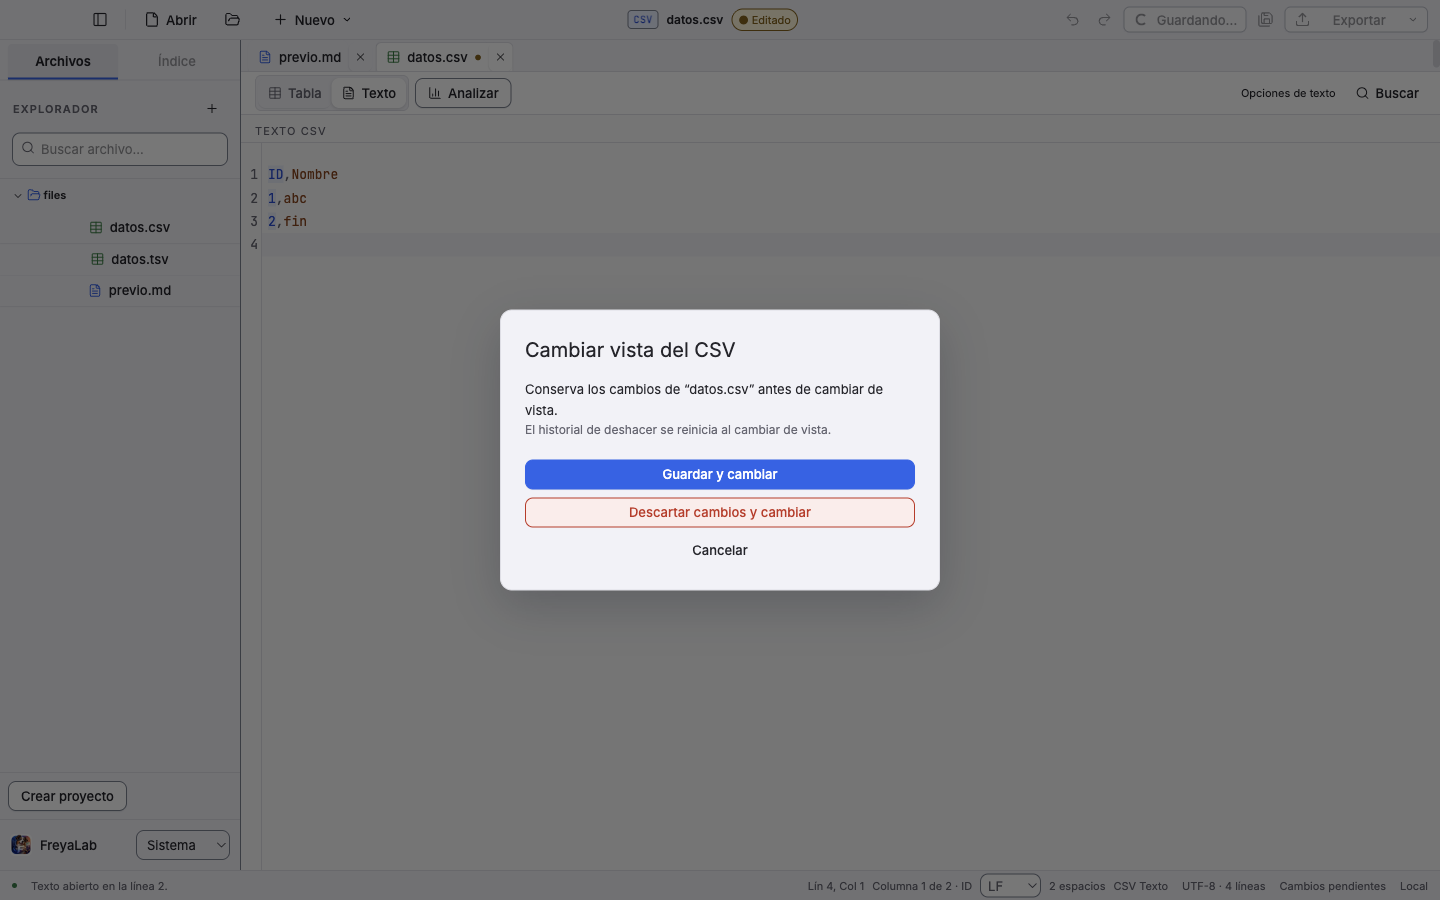 Abrir
Nuevo
CSV datos.csv Editado
Guardando...
Exportar
Archivos
Índice
previo.md
datos.csv
Tabla
Texto
Analizar
Opciones de texto
Buscar
EXPLORADOR
Buscar archivo...
files
datos.csv
datos.tsv
previo.md
TEXTO CSV
1 ID,Nombre
2 1,abc
3 2,fin
4
Cambiar vista del CSV
Conserva los cambios de “datos.csv” antes de cambiar de
vista.
El historial de deshacer se reinicia al cambiar de vista.
Guardar y cambiar
Descartar cambios y cambiar
Cancelar
Crear proyecto
FreyaLab
Sistema
Texto abierto en la línea 2.
Lín 4, Col 1
Columna 1 de 2 · ID
LF
2 espacios
CSV Texto
UTF-8 · 4 líneas
Cambios pendientes
Local